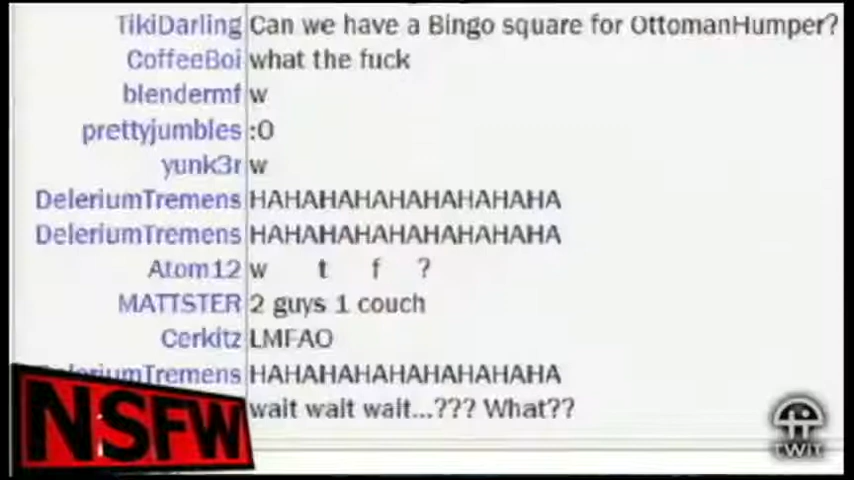 TikiDarling Can we have a Bingo square for OttomanHumper?
CoffeeBoi what the fuck
blendermf w
prettyjumbles :O
yunk3r w
DeleriumTremens HAHAHAHAHAHAHAHAHA
DeleriumTremens HAHAHAHAHAHAHAHAHA
Atom12 w t f ?
MATTSTER 2 guys 1 couch
Cerkitz LMFAO
DeleriumTremens HAHAHAHAHAHAHAHAHA
wait wait wait...??? What??
NSFW
TWiT